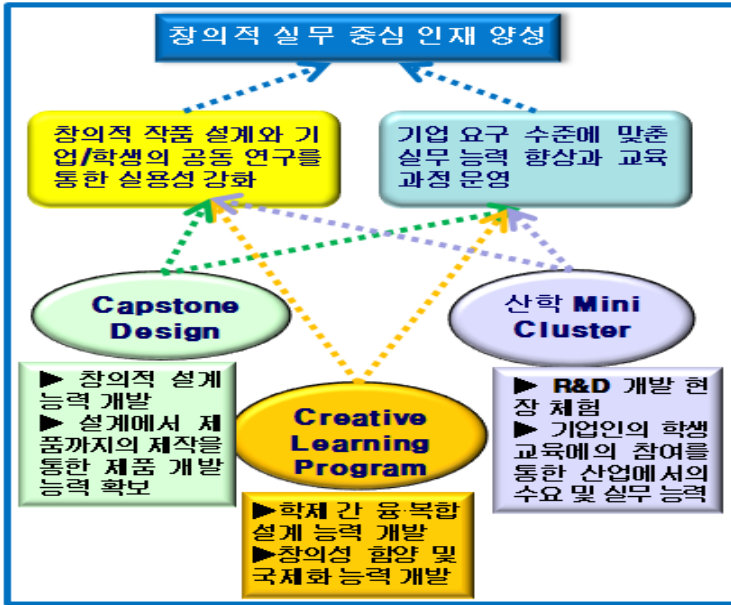 창의적 실무 중심 인재 양성
창의적 작품 설계와 기
업/학생의 공동 연구를
통한 실용성 강화
기업 요구 수준에 맞춘
실무 능력 향상과 교육
과정 운영
Capstone
Design
산학 Mini
Cluster
▶ 창의적 설계
능력 개발
▶ 설계에서 제
품까지의 제작을
통한 제품 개발
능력 확보
Creative
Learning
Program
▶ R&D 개발 현
장 체험
▶ 기업인의 학생
교육에의 참여를
통한 산업에서의
수요 및 실무 능력
▶학제 간 융·복합
설계 능력 개발
▶창의성 함양 및
국제화 능력 개발